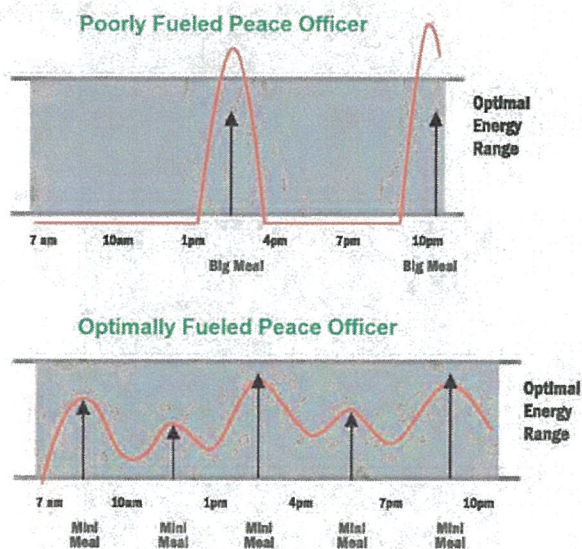 Poorly Fueled Peace Officer
Optimal
Energy
Range
7 am 10am 1pm 4pm 7pm 10pm
Big Meal Big Meal
Optimally Fueled Peace Officer
Optimal
Energy
Range
7 am 10am 1pm 4pm 7pm 10pm
Mini Mini Mini Mini Mini
Meal Meal Meal Meal Meal